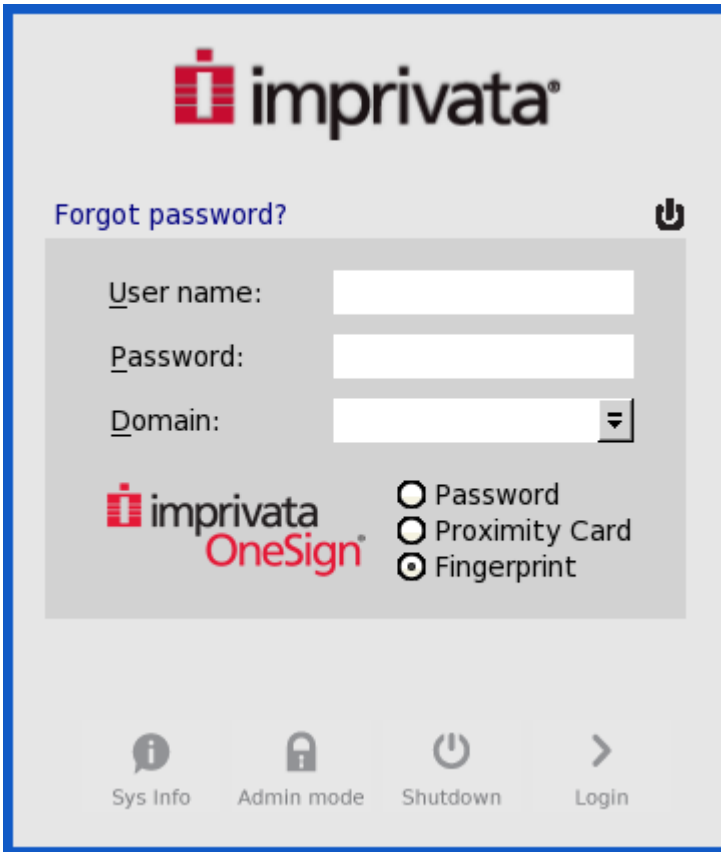 imprivata®
Forgot password?
User name:
Password:
Domain:
imprivata
OneSign®
Password
Proximity Card
Fingerprint
Sys Info
Admin mode
Shutdown
Login